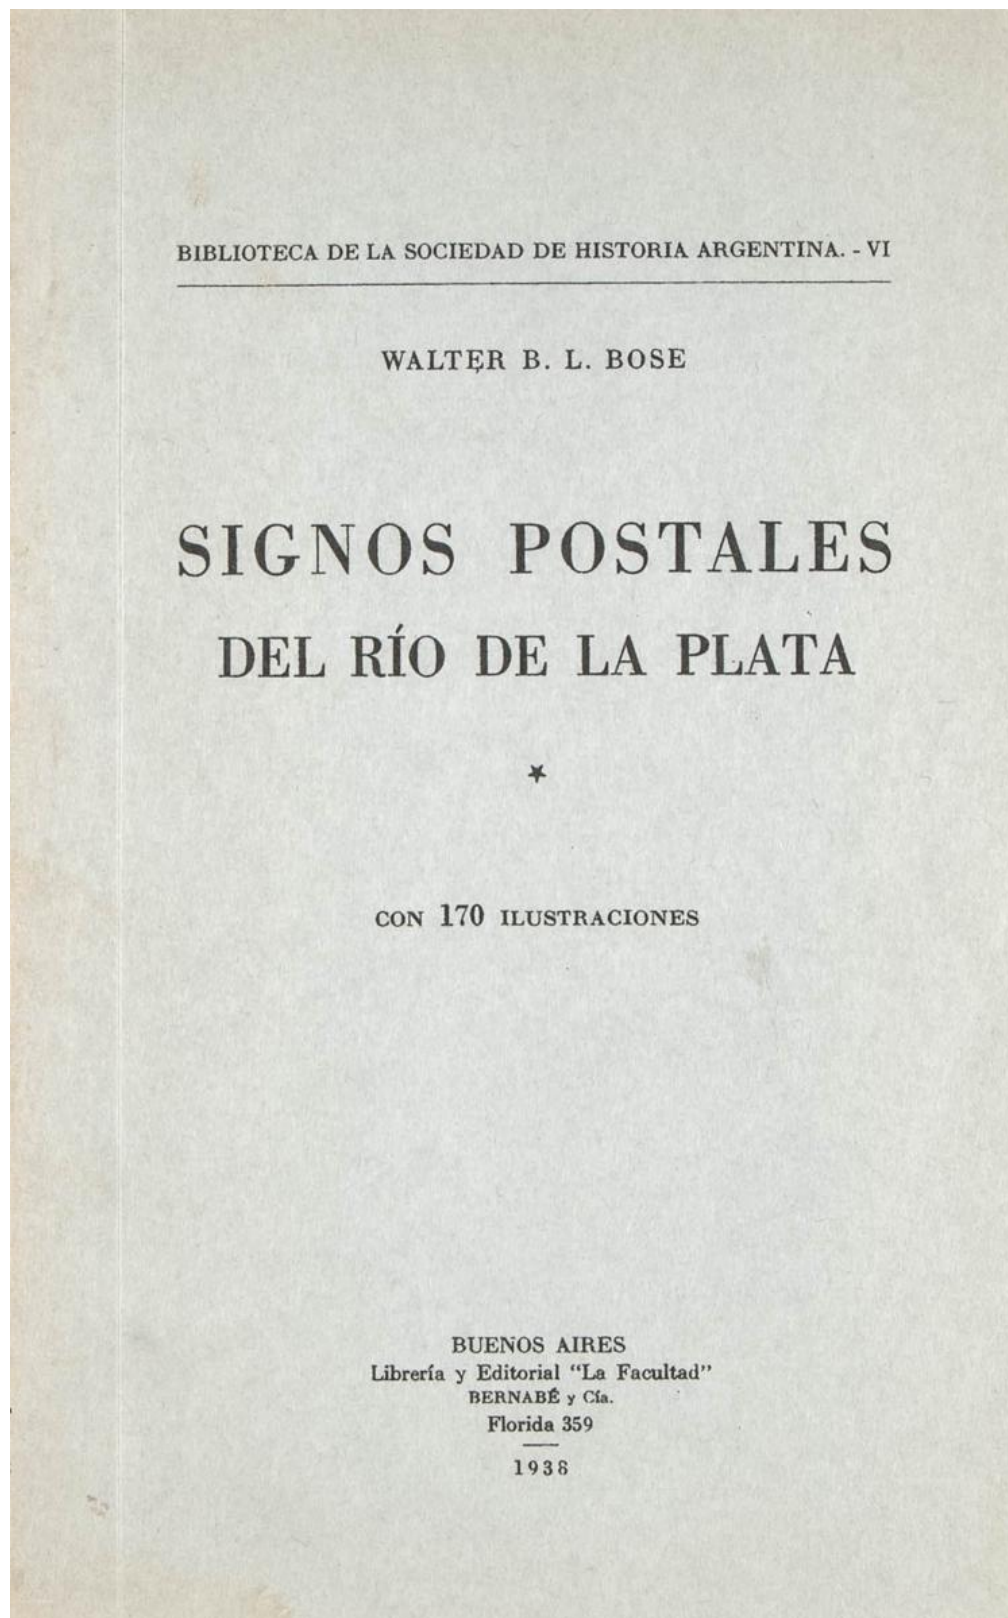 BIBLIOTECA DE LA SOCIEDAD DE HISTORIA ARGENTINA. - VI
WALTER B. L. BOSE
SIGNOS POSTALES
DEL RÍO DE LA PLATA
CON 170 ILUSTRACIONES
BUENOS AIRES
Librería y Editorial "La Facultad"
BERNABÉ y Cía.
Florida 359
1938